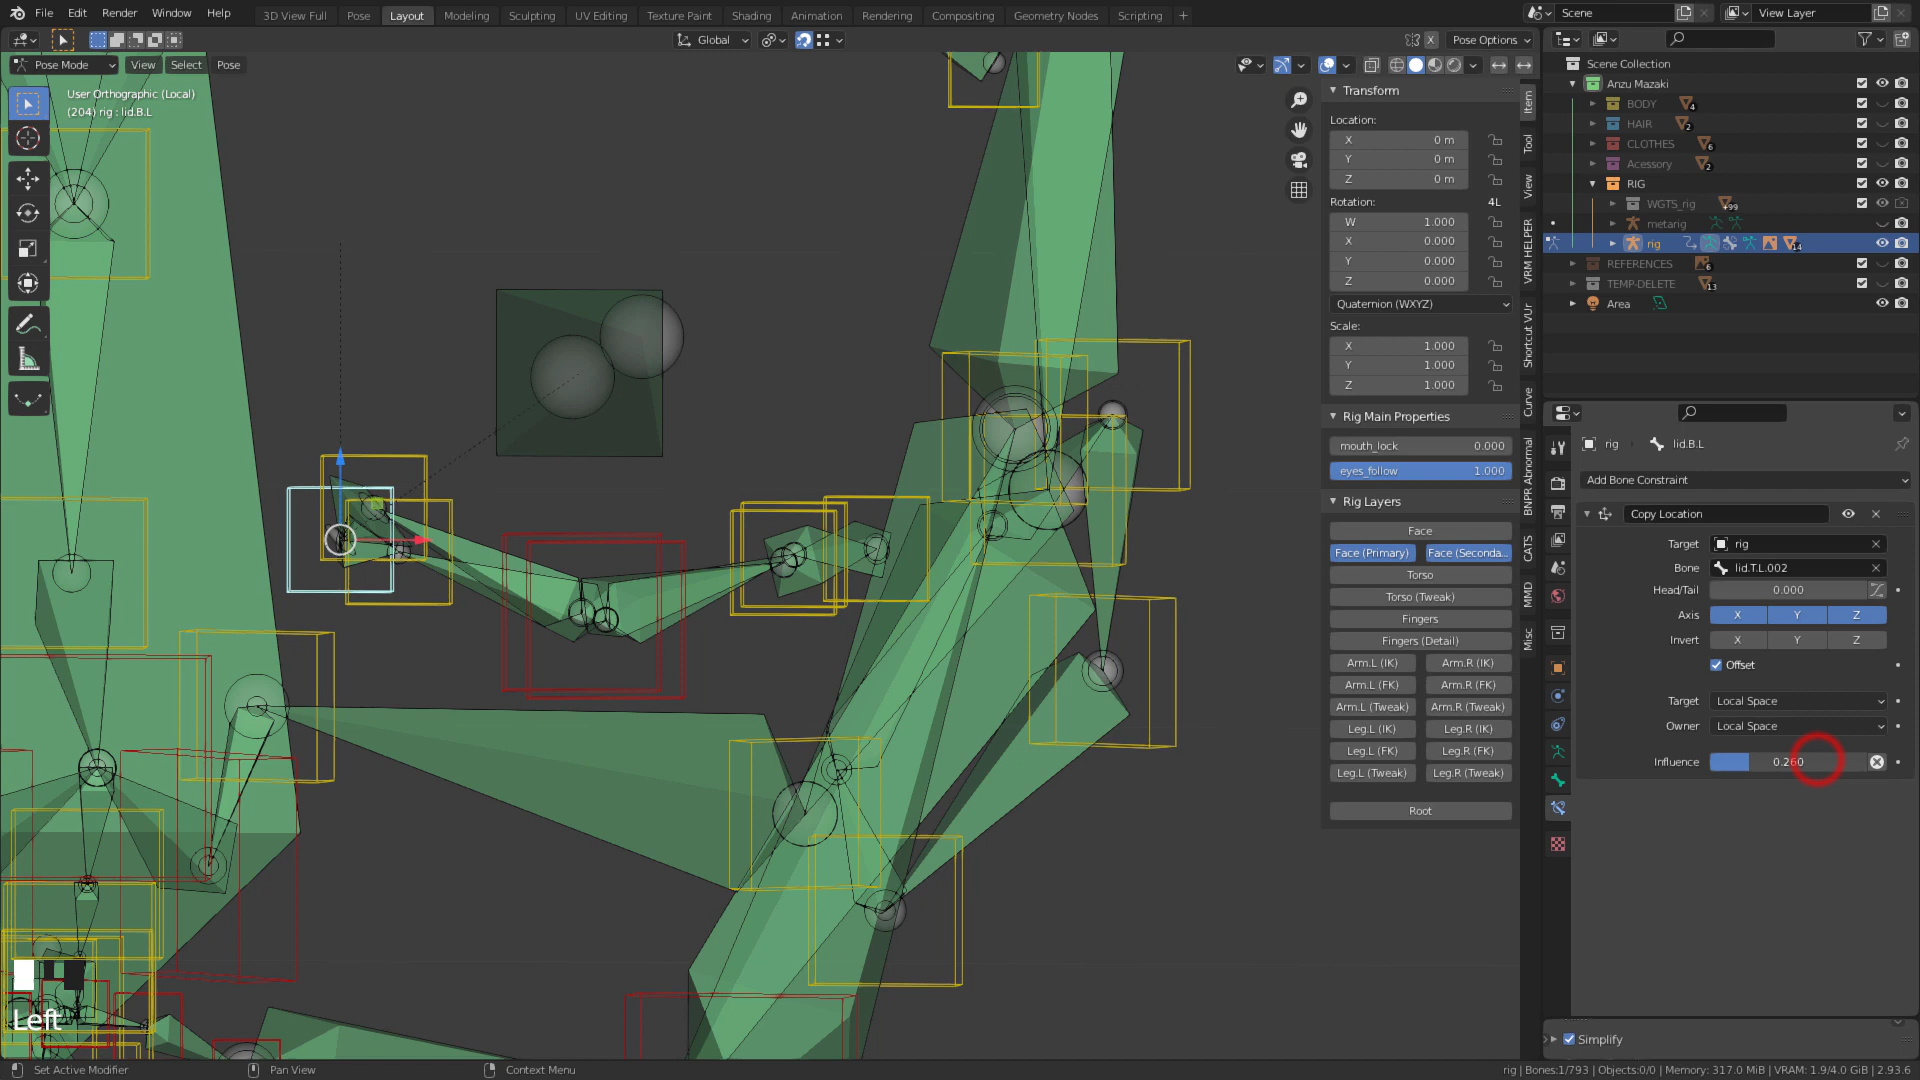 File Edit Render Window Help
3D View Full Pose Layout Modeling Sculpting UV Editing Texture Paint Shading Animation Rendering Compositing Geometry Nodes Scripting +
Scene
View Layer
Global
X
Pose Options
Pose Mode View Select Pose
User Orthographic (Local)
(204) rig : lid.B.L
Left
Transform
Location:
X 0 m
Y 0 m
Z 0 m
Rotation: 4L
W 1.000
X 0.000
Y 0.000
Z 0.000
Quaternion (WXYZ)
Scale:
X 1.000
Y 1.000
Z 1.000
Rig Main Properties
mouth_lock 0.000
eyes_follow 1.000
Rig Layers
Face
Face (Primary) Face (Seconda...
Torso
Torso (Tweak)
Fingers
Fingers (Detail)
Arm.L (IK) Arm.R (IK)
Arm.L (FK) Arm.R (FK)
Arm.L (Tweak) Arm.R (Tweak)
Leg.L (IK) Leg.R (IK)
Leg.L (FK) Leg.R (FK)
Leg.L (Tweak) Leg.R (Tweak)
Root
Item
Tool
View
VRM HELPER
Shortcut VUr
Curve
BNPR Abnormal
CATS
MMD
Misc
Scene Collection
Anzu Mazaki
BODY 4
HAIR 2
CLOTHES 6
Acessory 2
RIG
WGTS_rig +99
metarig
rig 14
REFERENCES 6
TEMP-DELETE 13
Area
rig lid.B.L
Add Bone Constraint
Copy Location
Target rig
Bone lid.T.L.002
Head/Tail 0.000
Axis X Y Z
Invert X Y Z
Offset
Target Local Space
Owner Local Space
Influence 0.260
Simplify
Set Active Modifier Pan View Context Menu
rig | Bones:1/793 | Objects:0/0 | Memory: 317.0 MiB | VRAM: 1.9/4.0 GiB | 2.93.6